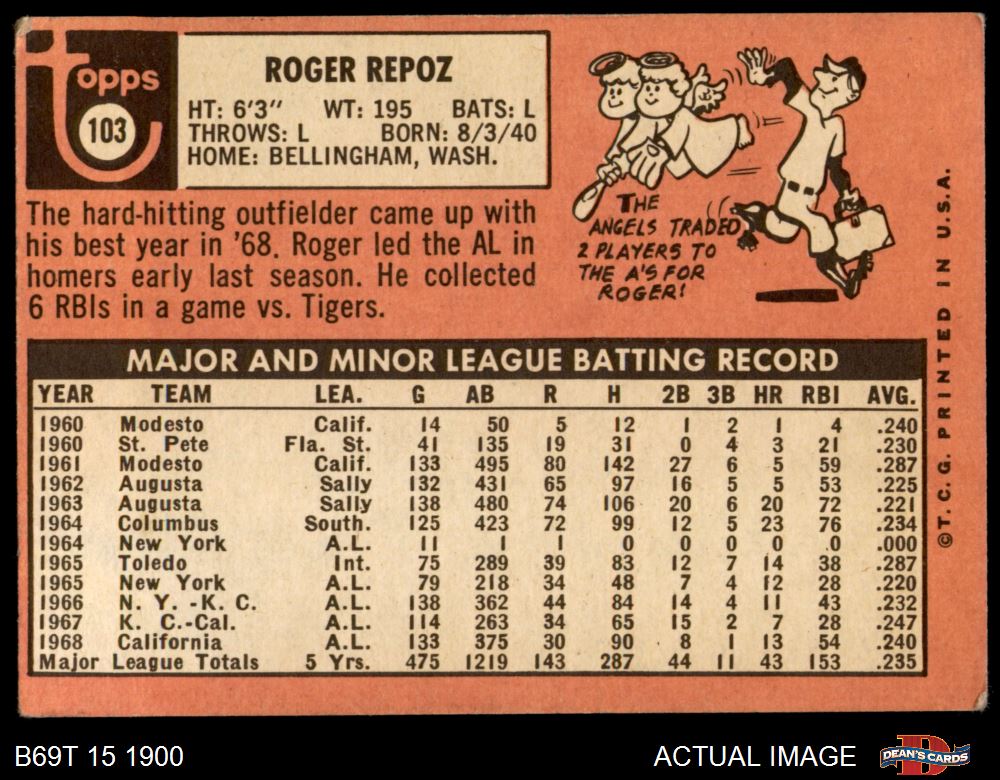 Topps
103
ROGER REPOZ
HT: 6'3" WT: 195 BATS: L
THROWS: L BORN: 8/3/40
HOME: BELLINGHAM, WASH.
The hard-hitting outfielder came up with
his best year in '68. Roger led the AL in
homers early last season. He collected
6 RBIs in a game vs. Tigers.
THE
ANGELS TRADED
2 PLAYERS TO
THE A'S FOR
ROGER!
MAJOR AND MINOR LEAGUE BATTING RECORD
YEAR TEAM LEA. G AB R H 2B 3B HR RBI AVG.
1960 Modesto Calif. 14 50 5 12 1 2 1 4 .240
1960 St. Pete Fla. St. 41 135 19 31 0 4 3 21 .230
1961 Modesto Calif. 133 495 80 142 27 6 5 59 .287
1962 Augusta Sally 132 431 65 97 16 5 5 53 .225
1963 Augusta Sally 138 480 74 106 20 6 20 72 .221
1964 Columbus South. 125 423 72 99 12 5 23 76 .234
1964 New York A.L. 11 1 1 0 0 0 0 .0 .000
1965 Toledo Int. 75 289 39 83 12 7 14 38 .287
1965 New York A.L. 79 218 34 48 7 4 12 28 .220
1966 N. Y. -K. C. A.L. 138 362 44 84 14 4 11 43 .232
1967 K. C.-Cal. A.L. 114 263 34 65 15 2 7 28 .247
1968 California A.L. 133 375 30 90 8 1 13 54 .240
Major League Totals 5 Yrs. 475 1219 143 287 44 11 43 153 .235
©T. C. G. PRINTED IN U.S.A.
B69T 15 1900
ACTUAL IMAGE
DEAN'S CARDS